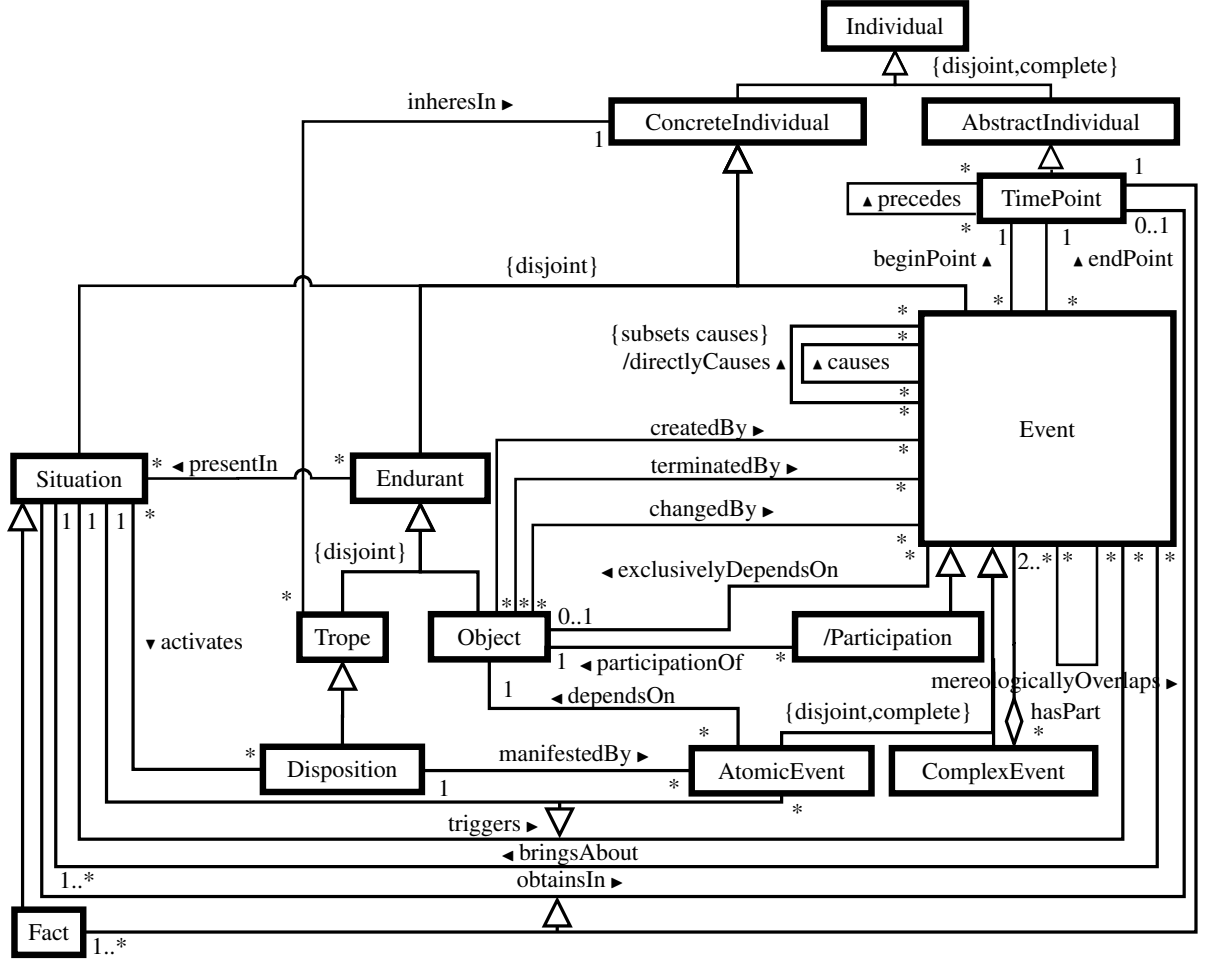 Individual
{disjoint,complete}
inheresIn ▸
ConcreteIndividual
AbstractIndividual
1
*
1
▴ precedes
TimePoint
*
1
1
0..1
{disjoint}
beginPoint ▴
▴ endPoint
*
*
*
{subsets causes}
*
/directlyCauses ▴
▴ causes
*
*
createdBy ▸
Event
*
Situation
*
◂ presentIn
*
Endurant
terminatedBy ▸
*
changedBy ▸
1
1
1
*
*
{disjoint}
*
2..*
*
*
*
*
◂ exclusivelyDependsOn
*
*
*
*
0..1
▾ activates
Trope
Object
/Participation
1
◂ participationOf
*
1
◂ dependsOn
mereologicallyOverlaps ▸
{disjoint,complete}
hasPart
*
*
*
Disposition
manifestedBy ▸
AtomicEvent
ComplexEvent
1
*
*
triggers ▸
◂ bringsAbout
1..*
obtainsIn ▸
Fact
1..*